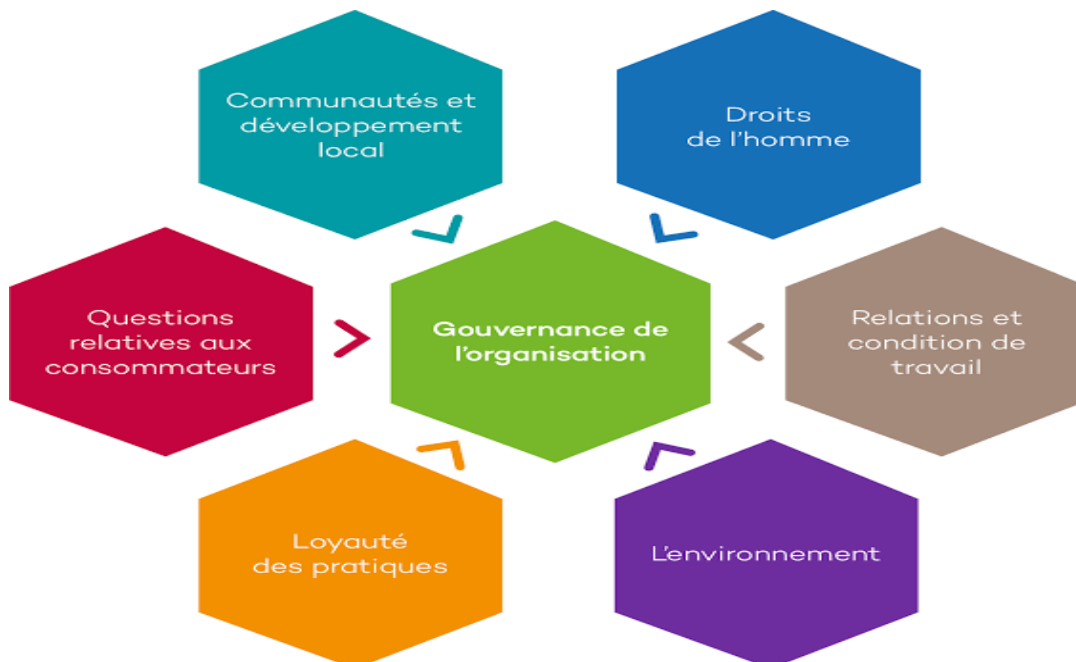 Communautés et
développement
local
Droits
de l'homme
Questions
relatives aux
consommateurs
Gouvernance de
l'organisation
Relations et
condition de
travail
Loyauté
des pratiques
L'environnement